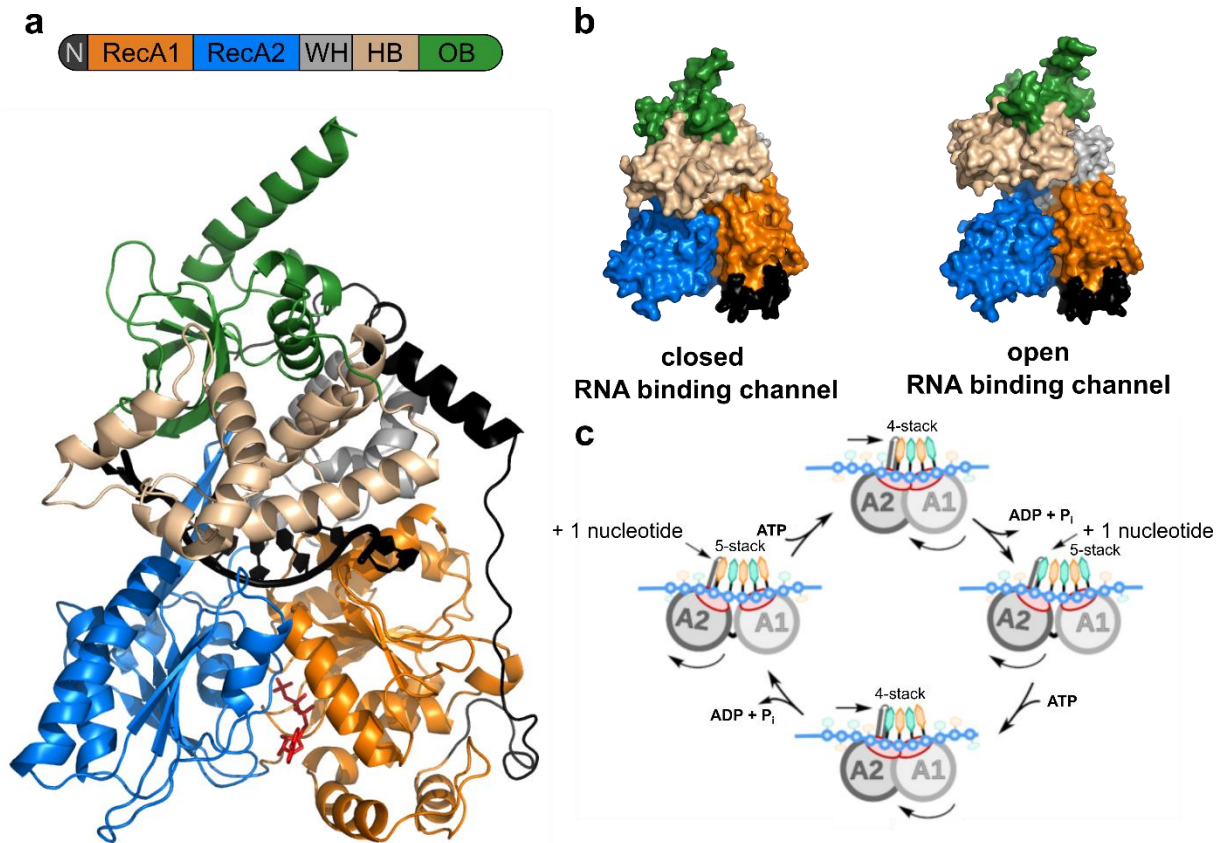 a
N RecA1 RecA2 WH HB OB
b
closed
RNA binding channel
open
RNA binding channel
c
4-stack
A2 A1
+ 1 nucleotide
5-stack
ATP
ADP + Pi
+ 1 nucleotide
5-stack
A2 A1
A2 A1
ADP + Pi
4-stack
ATP
A2 A1